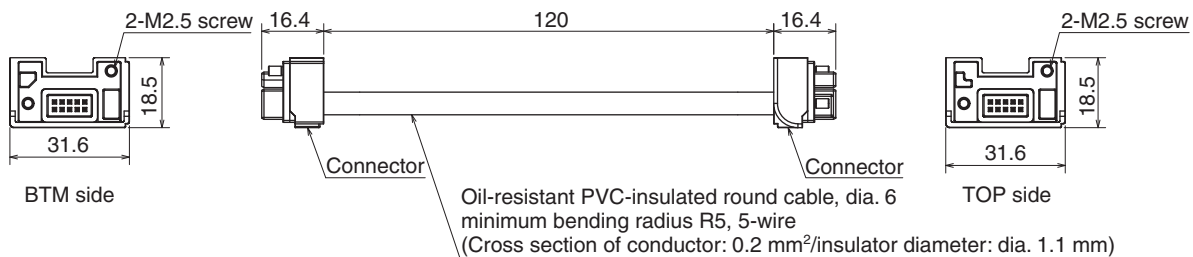 2-M2.5 screw
16.4
120
16.4
2-M2.5 screw
18.5
18.5
31.6
31.6
Connector
Connector
BTM side
TOP side
Oil-resistant PVC-insulated round cable, dia. 6
minimum bending radius R5, 5-wire
(Cross section of conductor: 0.2 mm²/insulator diameter: dia. 1.1 mm)